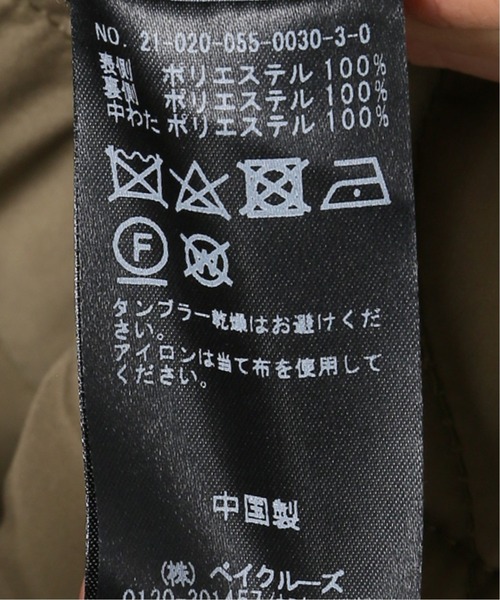 NO. 21-020-055-0030-3-0
表側 ポリエステル 100%
裏側 ポリエステル 100%
中わた ポリエステル 100%
F
W
タンブラー乾燥はお避けくだ
さい。
アイロンは当て布を使用して
ください。
中国製
(株) ベイクルーズ